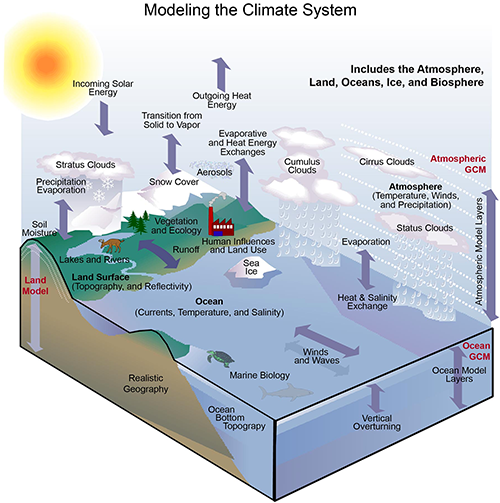 Modeling the Climate System
Includes the Atmosphere,
Land, Oceans, Ice, and Biosphere
Incoming Solar
Energy
Outgoing Heat
Energy
Transition from
Solid to Vapor
Evaporative
and Heat Energy
Exchanges
Stratus Clouds
Snow Cover
Aerosols
Cumulus
Clouds
Cirrus Clouds
Atmospheric
GCM
Precipitation
Evaporation
Atmosphere
(Temperature, Winds,
and Precipitation)
Status Clouds
Atmospheric Model Layers
Soil
Moisture
Vegetation
and Ecology
Human Influences
and Land Use
Runoff
Evaporation
Lakes and Rivers
Land Surface
(Topography, and Reflectivity)
Sea
Ice
Land
Model
Ocean
(Currents, Temperature, and Salinity)
Heat & Salinity
Exchange
Winds
and Waves
Ocean
GCM
Ocean Model
Layers
Realistic
Geography
Marine Biology
Ocean
Bottom
Topograpy
Vertical
Overturning